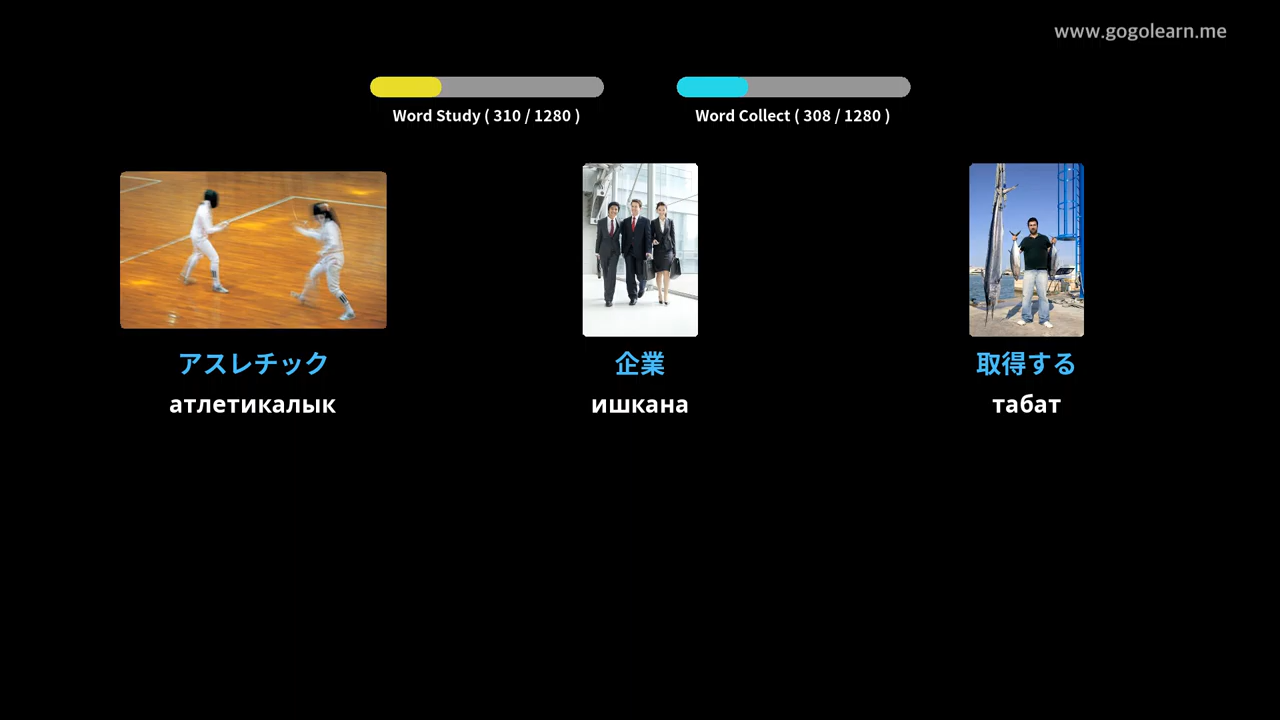 www.gogolearn.me
Word Study ( 310 / 1280 )
Word Collect ( 308 / 1280 )
アスレチック
атлетикалык
企業
ишкана
取得する
табат